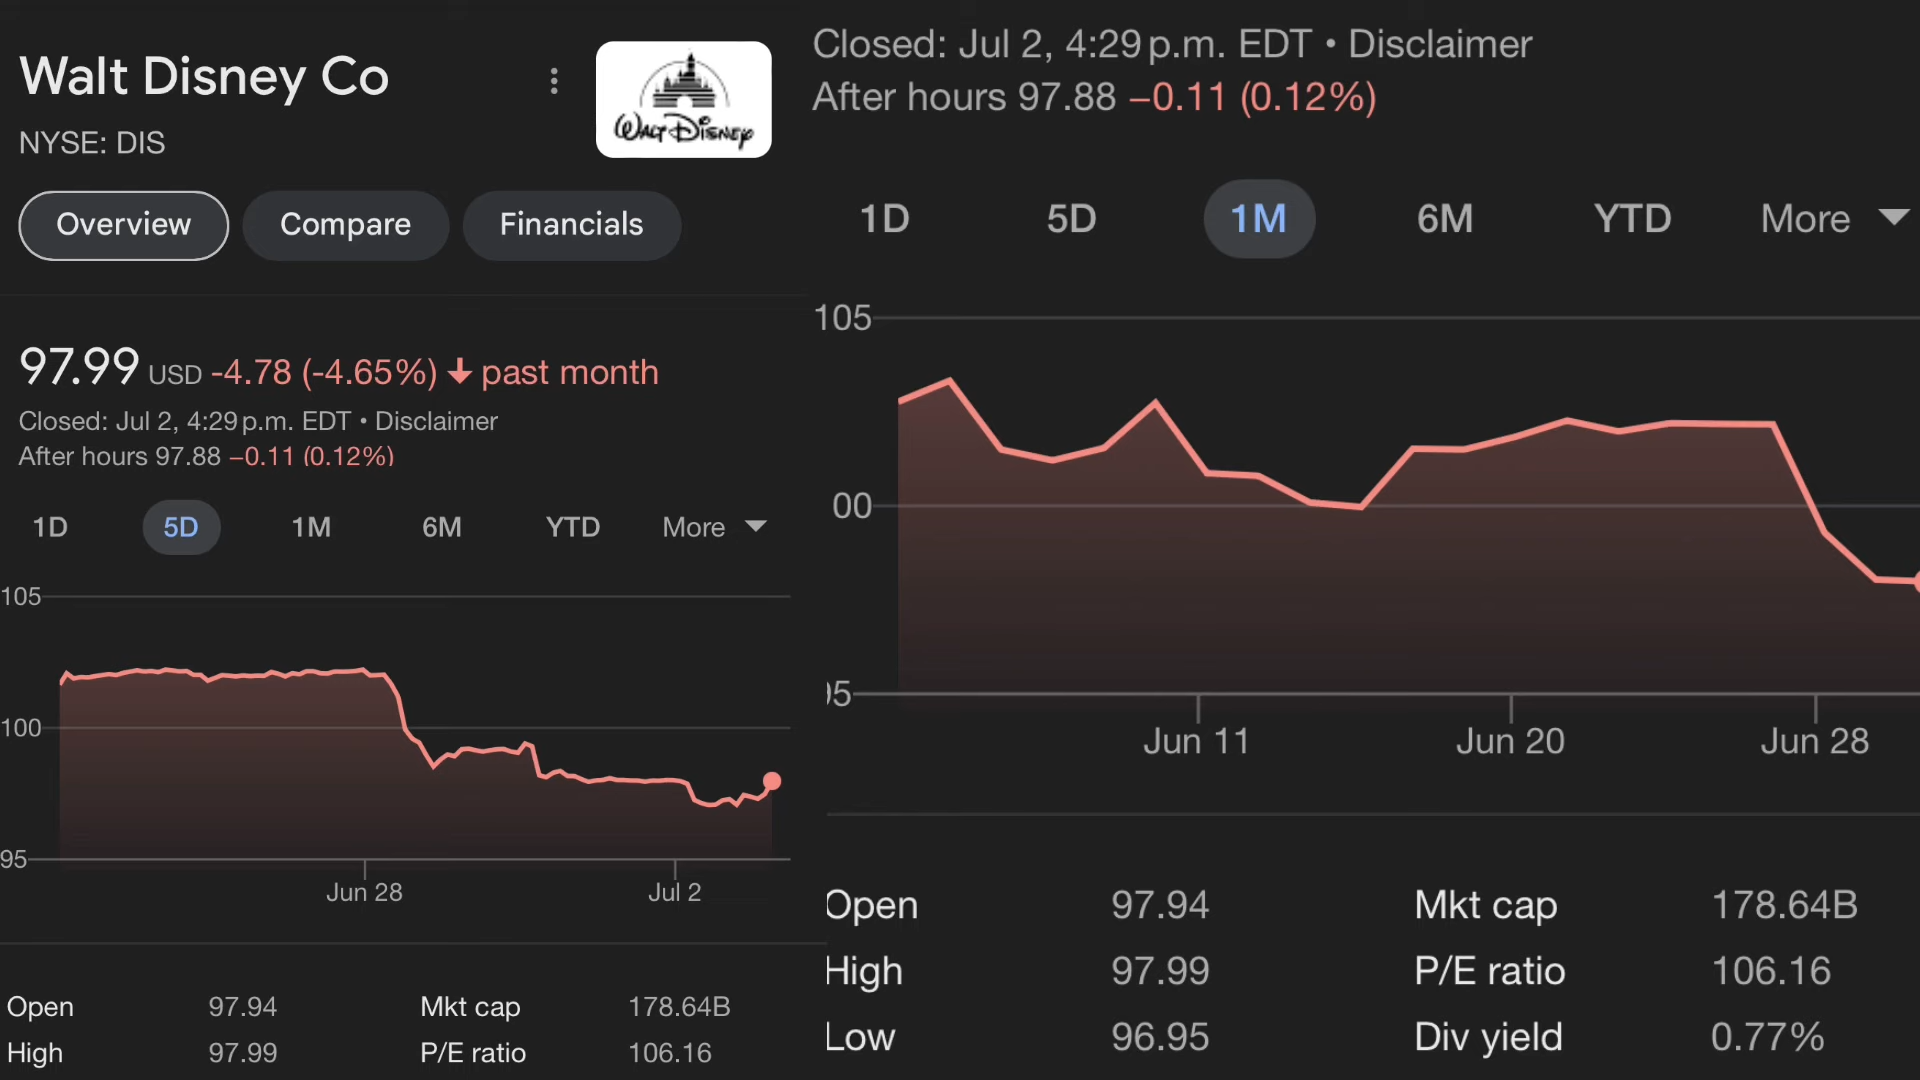 Walt Disney Co
WALT DISNEY
NYSE: DIS
Overview
Compare
Financials
97.99 USD -4.78 (-4.65%) past month
Closed: Jul 2, 4:29 p.m. EDT • Disclaimer
After hours 97.88 −0.11 (0.12%)
1D 5D 1M 6M YTD More
105
100
95
Jun 28 Jul 2
Open 97.94 Mkt cap 178.64B
High 97.99 P/E ratio 106.16
Closed: Jul 2, 4:29 p.m. EDT • Disclaimer
After hours 97.88 −0.11 (0.12%)
1D 5D 1M 6M YTD More
105
00
5
Jun 11 Jun 20 Jun 28
Open 97.94 Mkt cap 178.64B
High 97.99 P/E ratio 106.16
Low 96.95 Div yield 0.77%